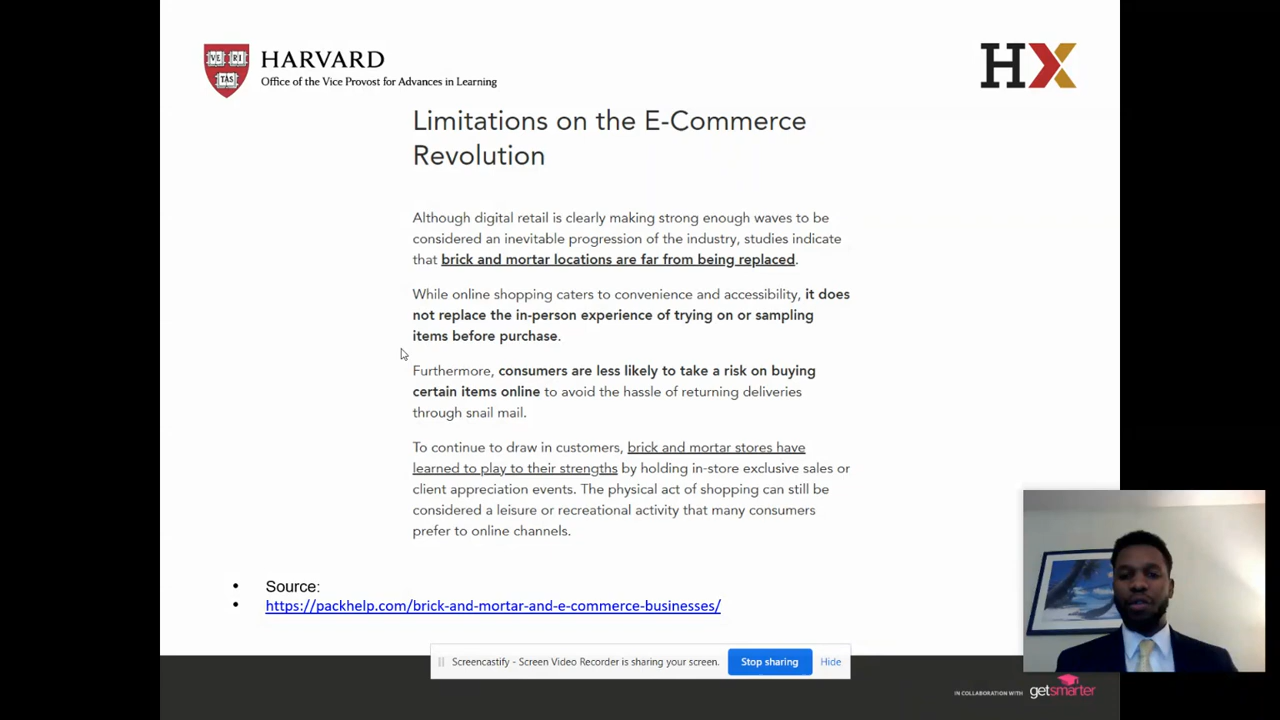 VE RI
TAS
HARVARD
Office of the Vice Provost for Advances in Learning
HX
Limitations on the E-Commerce
Revolution
Although digital retail is clearly making strong enough waves to be
considered an inevitable progression of the industry, studies indicate
that brick and mortar locations are far from being replaced.
While online shopping caters to convenience and accessibility, it does
not replace the in-person experience of trying on or sampling
items before purchase.
Furthermore, consumers are less likely to take a risk on buying
certain items online to avoid the hassle of returning deliveries
through snail mail.
To continue to draw in customers, brick and mortar stores have
learned to play to their strengths by holding in-store exclusive sales or
client appreciation events. The physical act of shopping can still be
considered a leisure or recreational activity that many consumers
prefer to online channels.
• Source:
• https://packhelp.com/brick-and-mortar-and-e-commerce-businesses/
Screencastify - Screen Video Recorder is sharing your screen. Stop sharing Hide
IN COLLABORATION WITH getsmarter